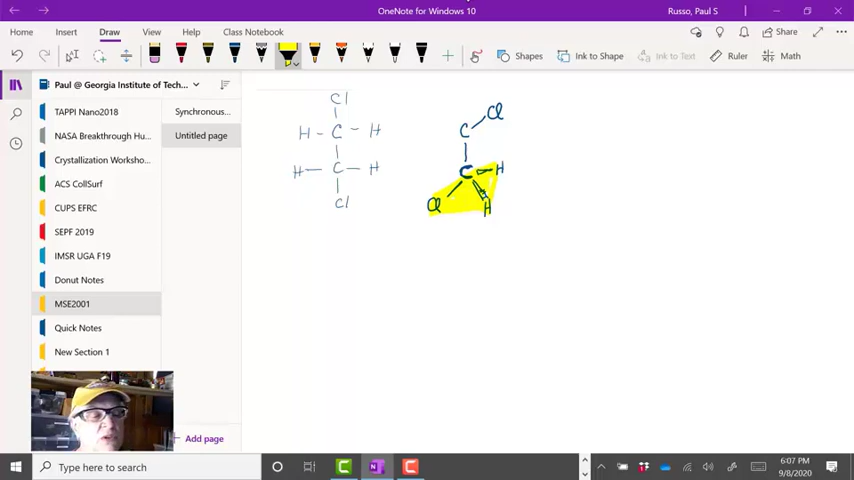 OneNote for Windows 10
Russo, Paul S
Home Insert Draw View Help Class Notebook
Share
Shapes Ink to Shape Ink to Text Ruler Math
Paul @ Georgia Institute of Tech...
TAPPI Nano2018
NASA Breakthrough Hu...
Crystallization Worksho...
ACS CollSurf
CUPS EFRC
SEPF 2019
IMSR UGA F19
Donut Notes
MSE2001
Quick Notes
New Section 1
Synchronous...
Untitled page
Add page
Cl
H - C - H
H - C - H
Cl
C Cl
C H
Cl H
Type here to search
6:07 PM
9/8/2020